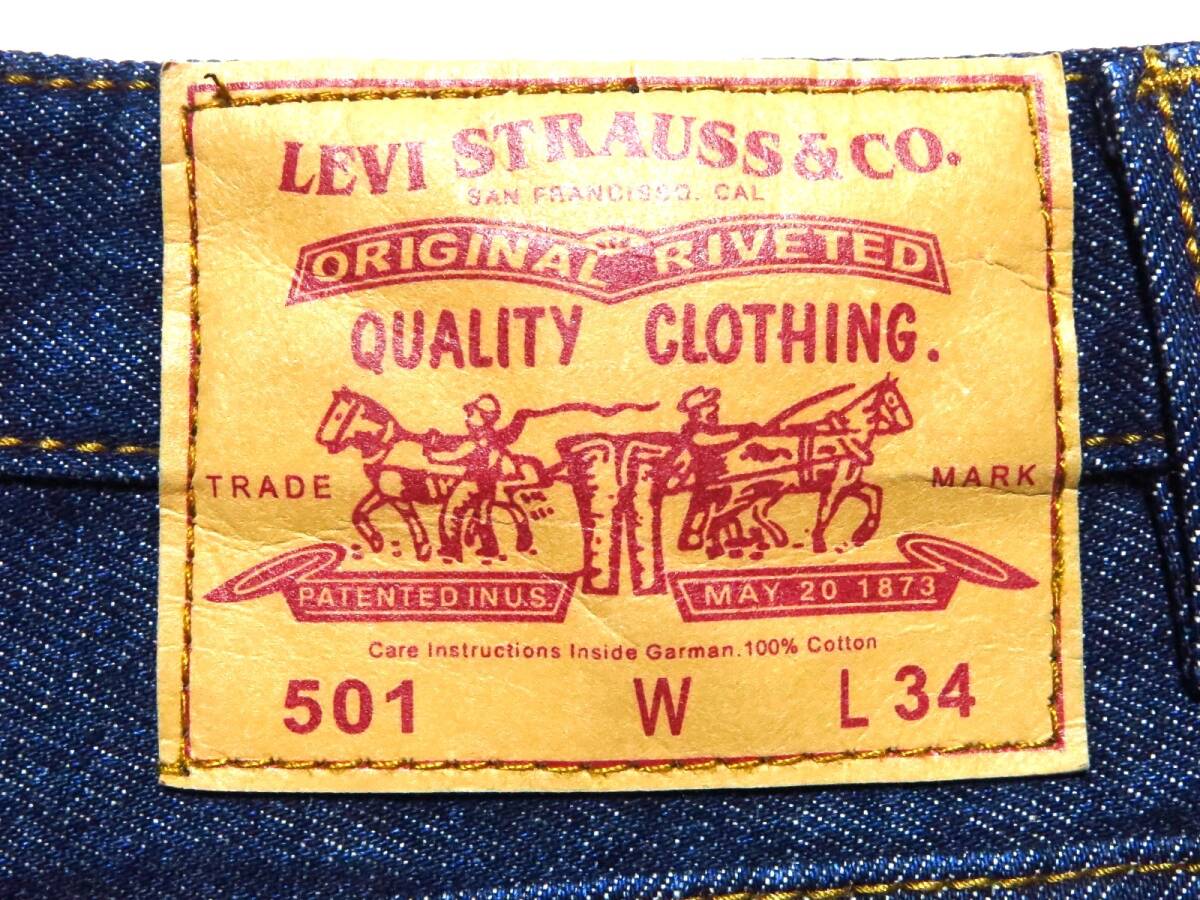 LEVI STRAUSS & CO.
SAN FRANCISCO. CAL
ORIGINAL RIVETED
QUALITY CLOTHING.
TRADE MARK
PATENTED IN U.S. MAY 20 1873
Care Instructions Inside Garman.100% Cotton
501 W L 34